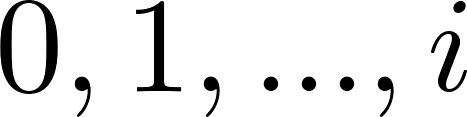 0, 1, ..., i